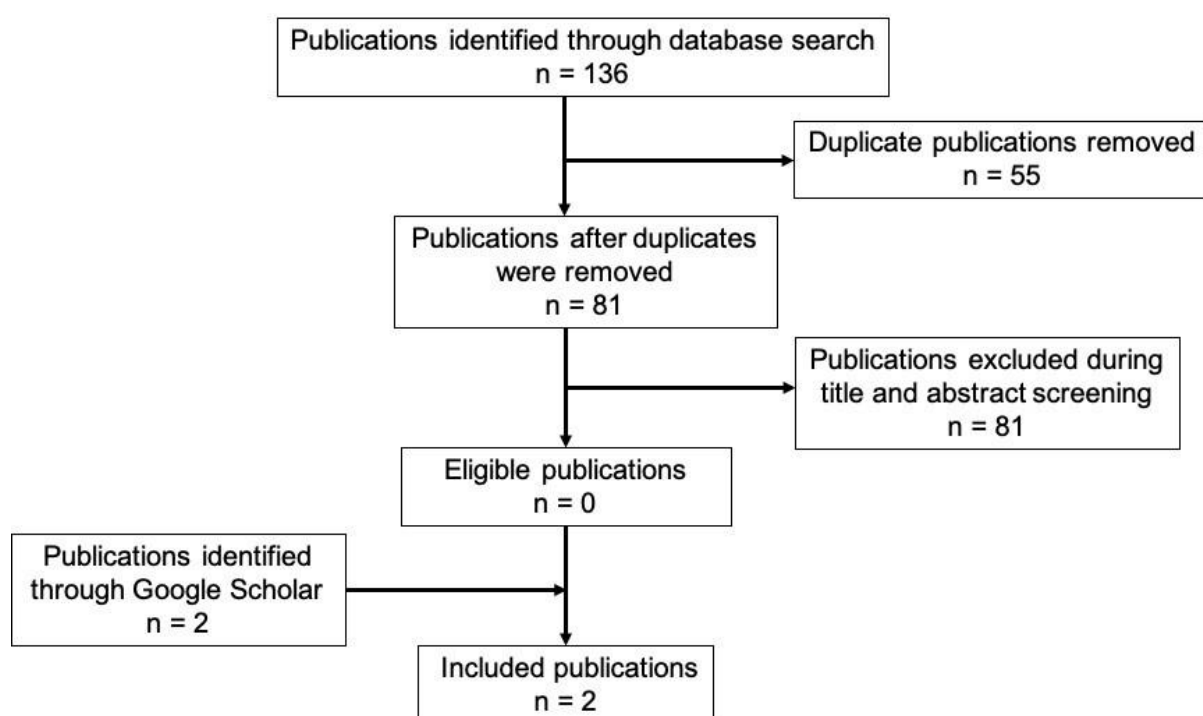 Publications identified through database search
n = 136
Duplicate publications removed
n = 55
Publications after duplicates
were removed
n = 81
Publications excluded during
title and abstract screening
n = 81
Eligible publications
n = 0
Publications identified
through Google Scholar
n = 2
Included publications
n = 2